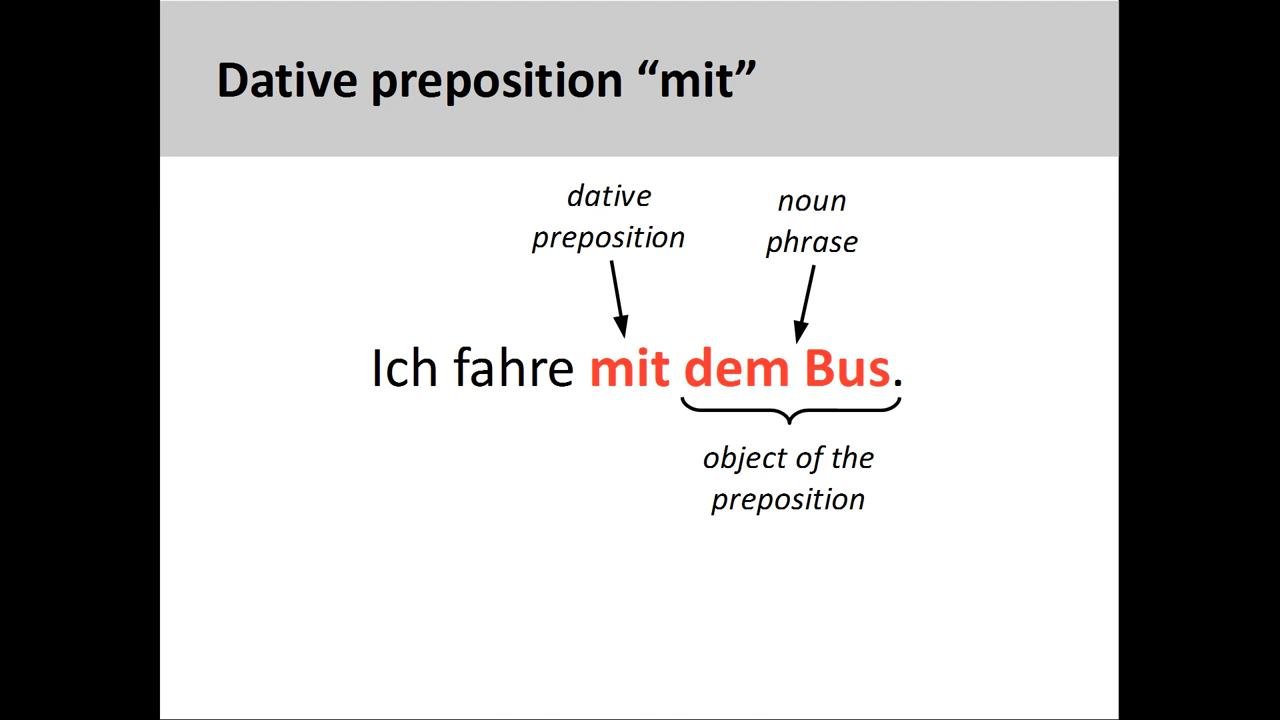 Dative preposition “mit”
dative
preposition
noun
phrase
Ich fahre mit dem Bus.
object of the
preposition